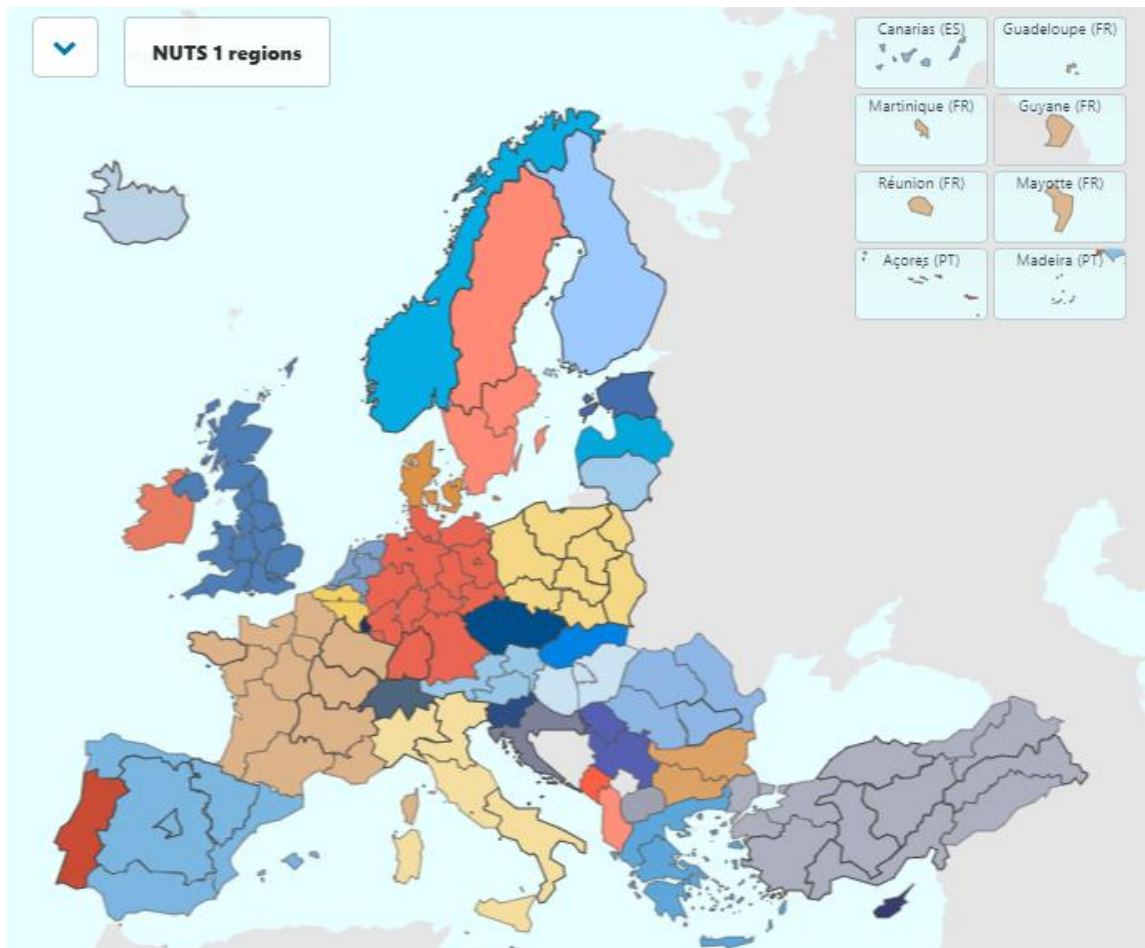 NUTS 1 regions
Canarias (ES)
Guadeloupe (FR)
Martinique (FR)
Guyane (FR)
Réunion (FR)
Mayotte (FR)
Açores (PT)
Madeira (PT)